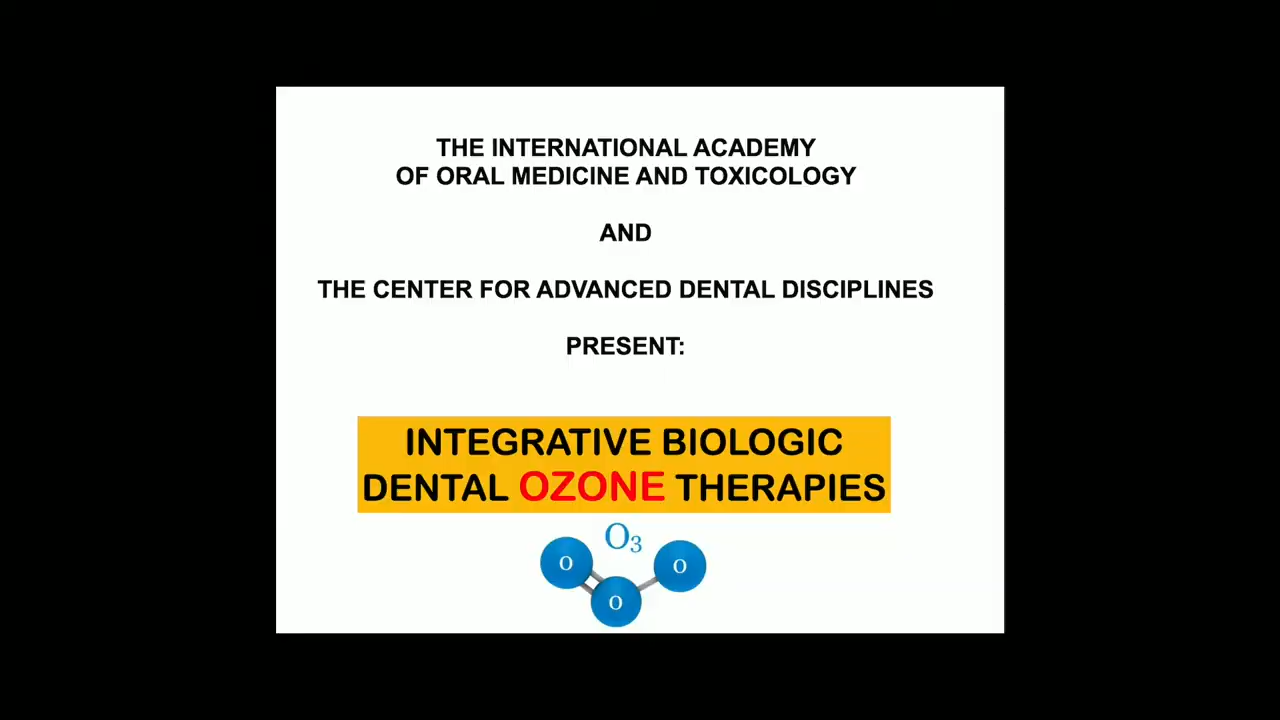 THE INTERNATIONAL ACADEMY
OF ORAL MEDICINE AND TOXICOLOGY
AND
THE CENTER FOR ADVANCED DENTAL DISCIPLINES
PRESENT:
INTEGRATIVE BIOLOGIC
DENTAL OZONE THERAPIES
O₃
O O
O